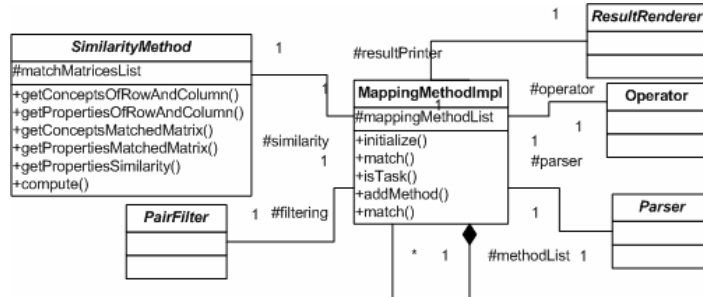 ResultRenderer
1
#resultPrinter
SimilarityMethod
#matchMatricesList
+getConceptsOfRowAndColumn()
+getPropertiesOfRowAndColumn()
+getConceptsMatchedMatrix()
+getPropertiesMatchedMatrix()
+getPropertiesSimilarity()
+compute()
1
1
#similarity
1
MappingMethodImpl
1
#mappingMethodList
+initialize()
+match()
+isTask()
+addMethod()
+match()
#operator
1
1
Operator
#parser
1
1
Parser
PairFilter
1
#filtering
*
1
#methodList